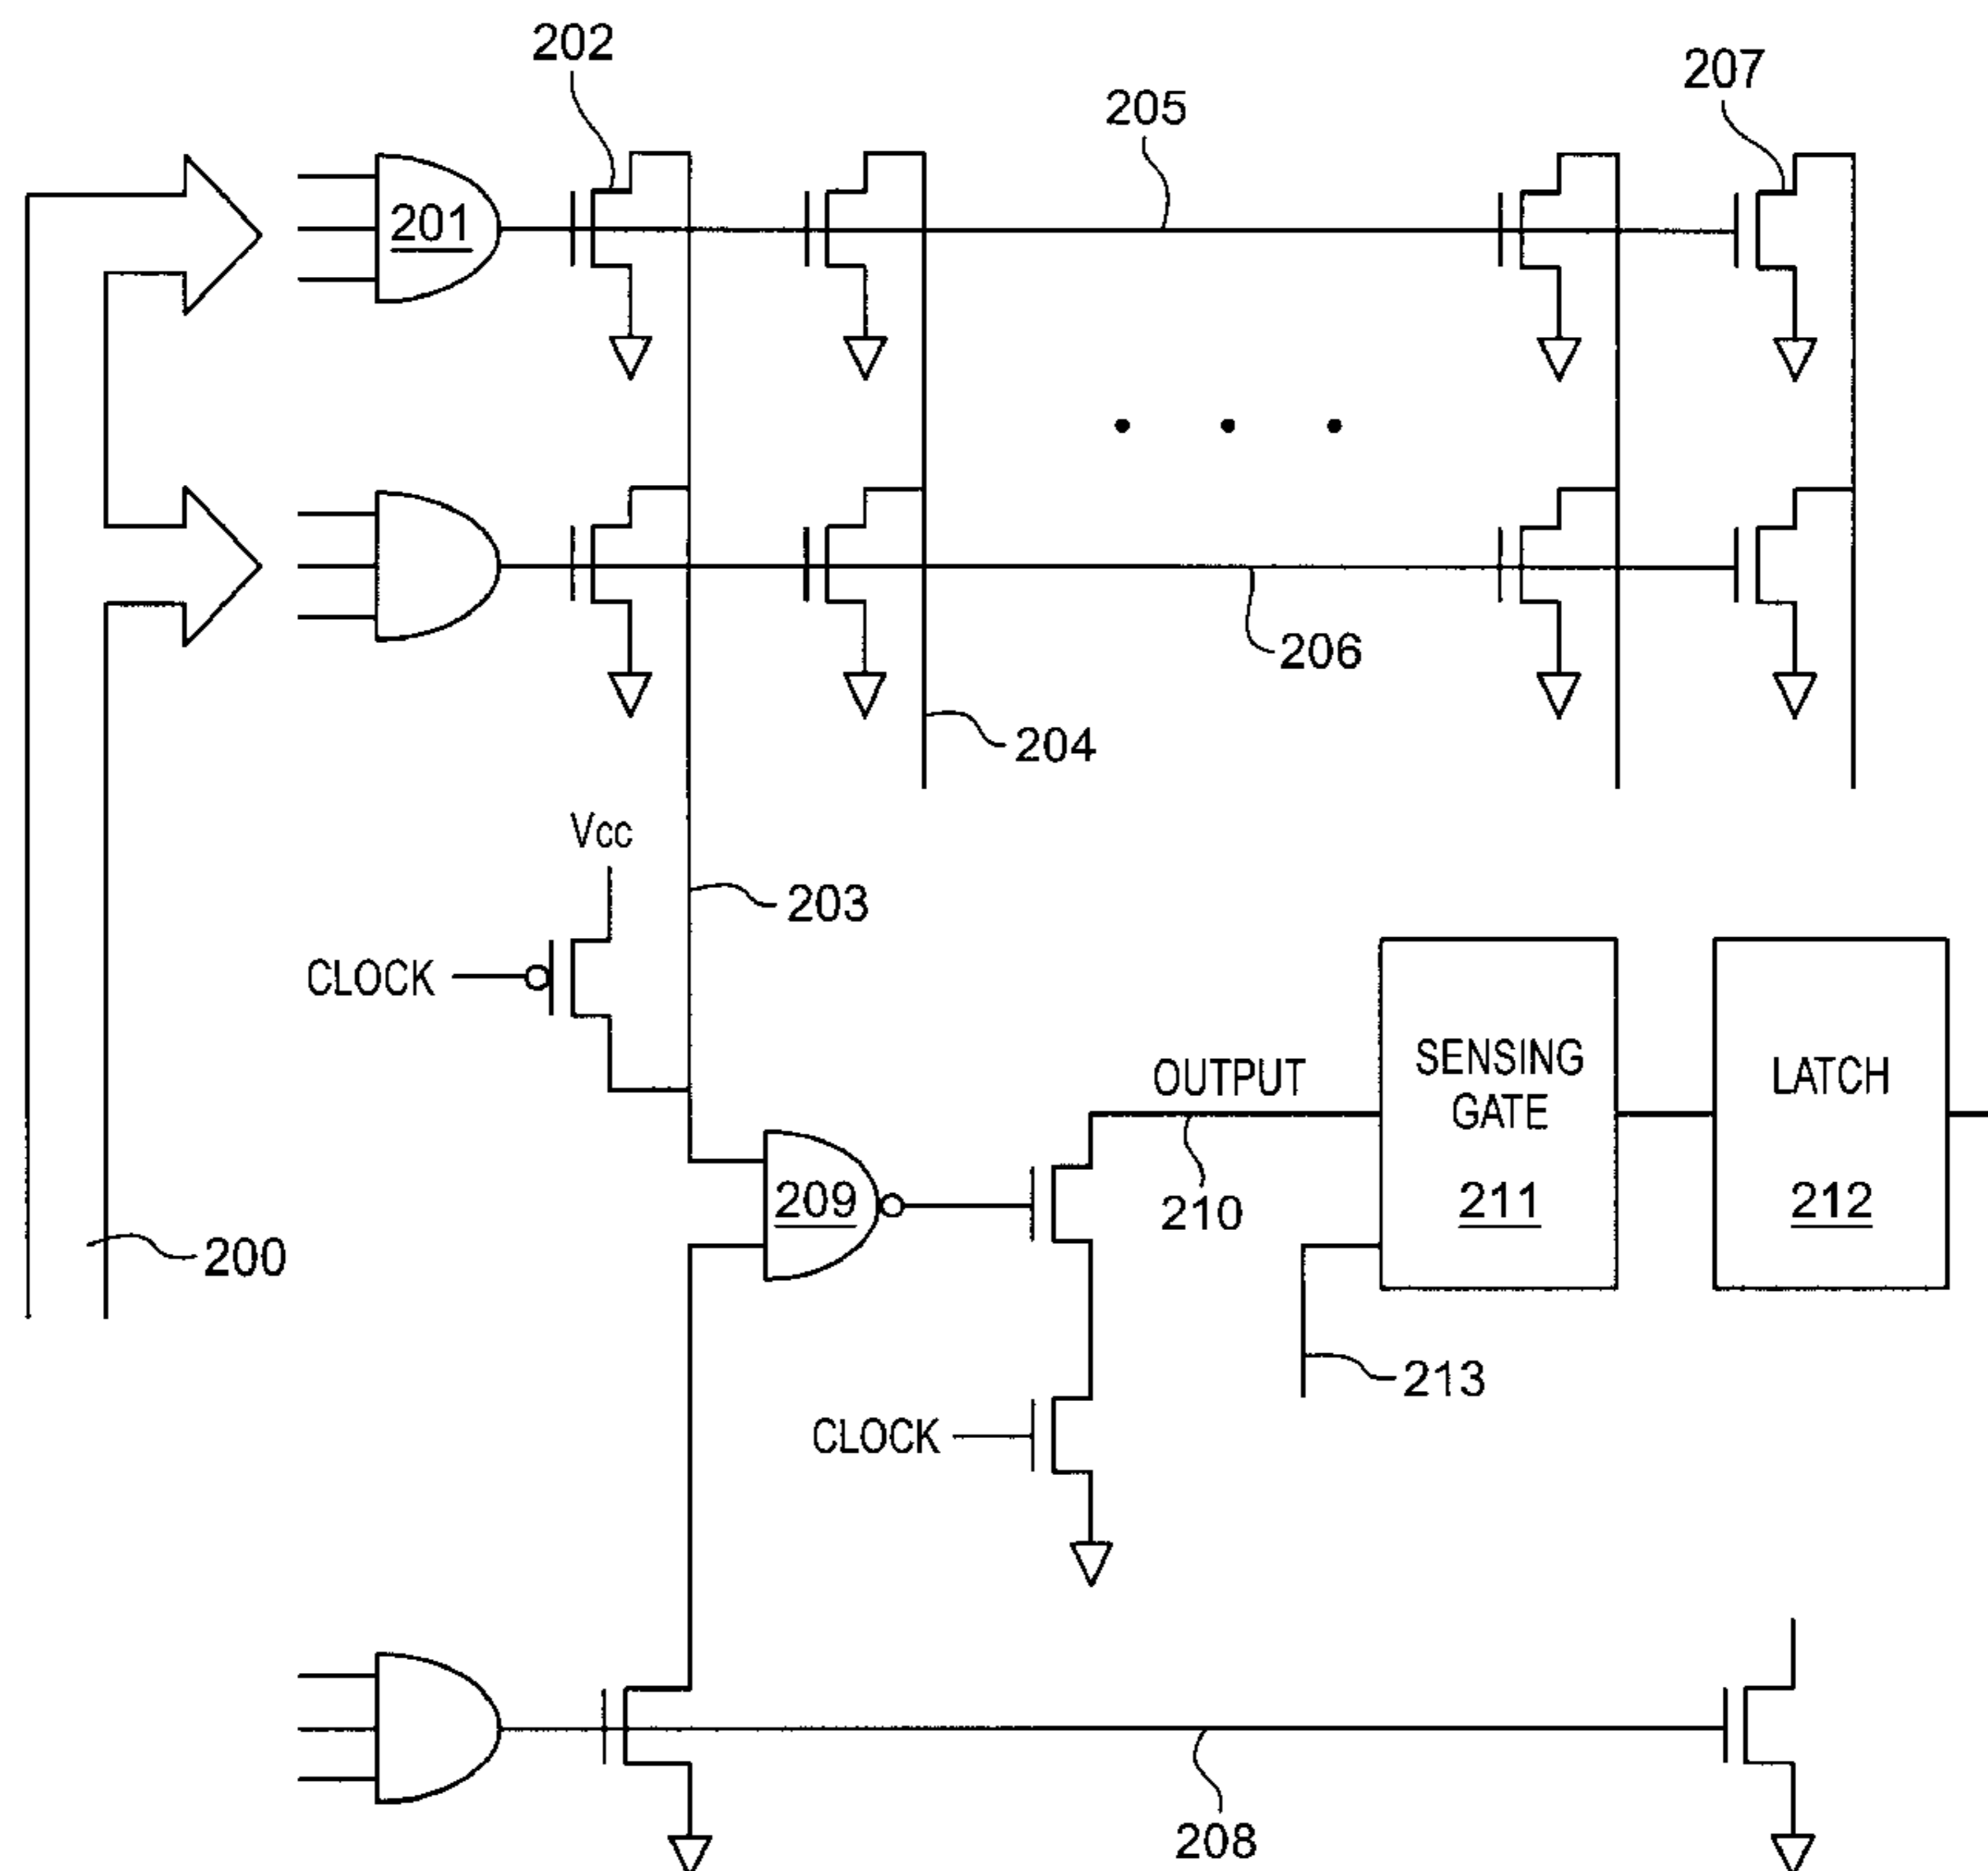 202
207
205
201
206
204
Vcc
203
CLOCK
OUTPUT
SENSING
GATE
LATCH
209
211
212
210
200
213
CLOCK
208